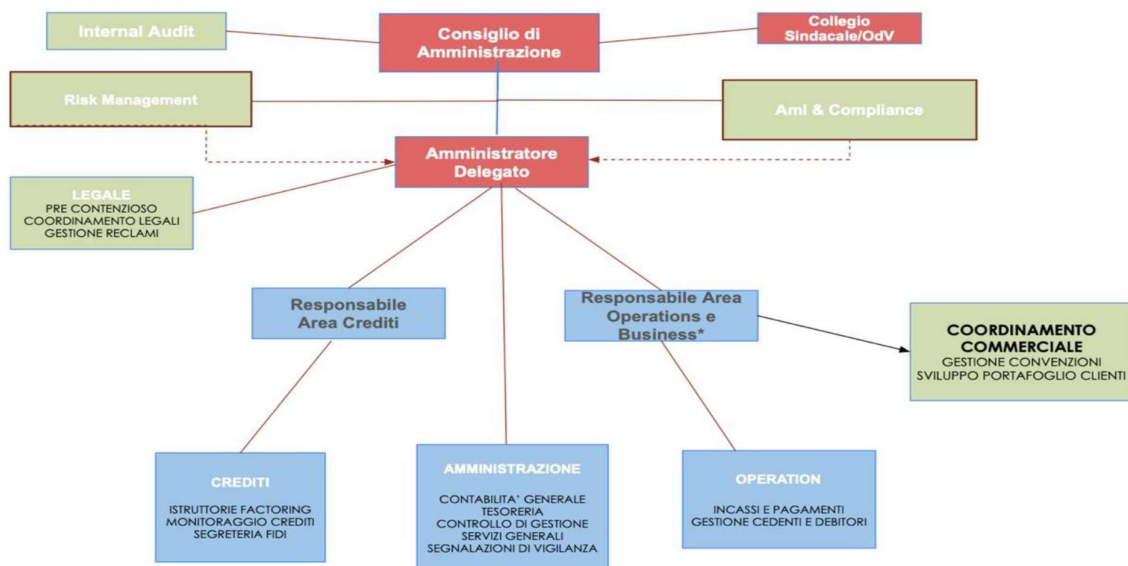 Internal Audit
Consiglio di
Amministrazione
Collegio
Sindacale/OdV
Risk Management
Aml & Compliance
Amministratore
Delegato
LEGALE
PRE CONTENZIOSO
COORDINAMENTO LEGALI
GESTIONE RECLAMI
Responsabile
Area Crediti
Responsabile Area
Operations e
Business*
COORDINAMENTO
COMMERCIALE
GESTIONE CONVENZIONI
SVILUPPO PORTAFOGLIO CLIENTI
CREDITI
ISTRUTTORIE FACTORING
MONITORAGGIO CREDITI
SEGRETERIA FIDI
AMMINISTRAZIONE
CONTABILITA' GENERALE
TESORERIA
CONTROLLO DI GESTIONE
SERVIZI GENERALI
SEGNALAZIONI DI VIGILANZA
OPERATION
INCASSI E PAGAMENTI
GESTIONE CEDENTI E DEBITORI